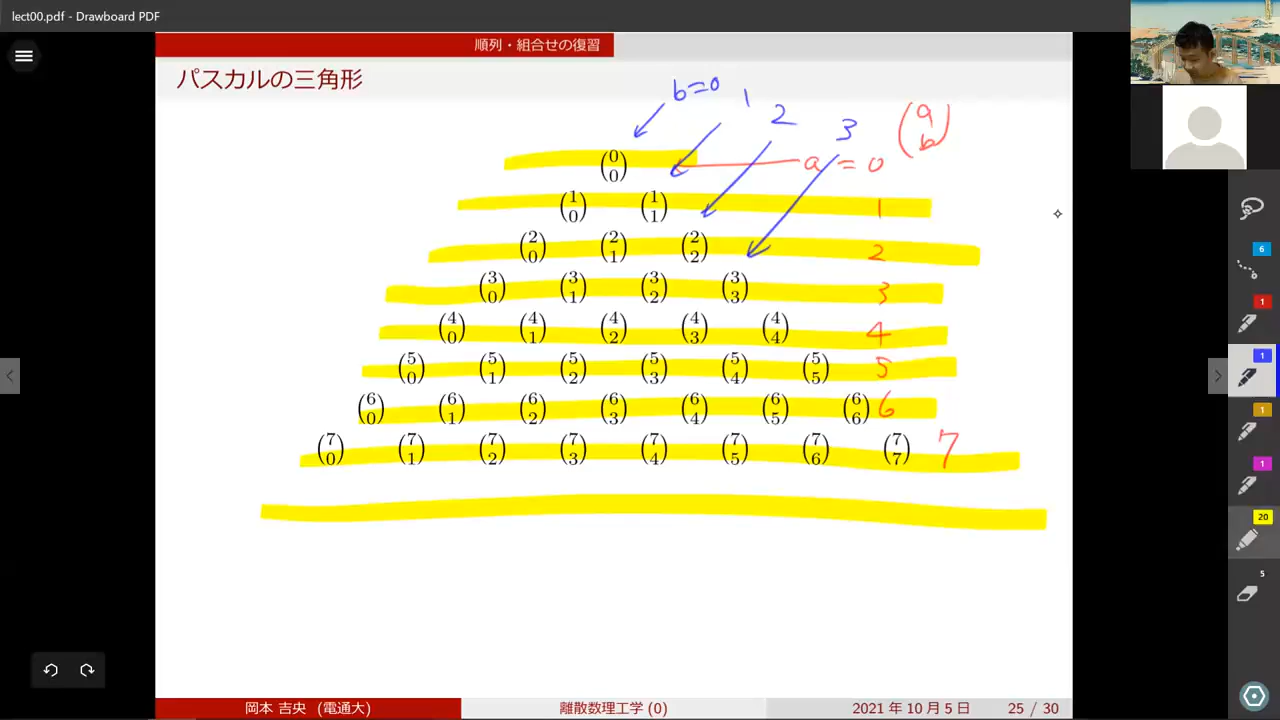 lect00.pdf - Drawboard PDF
順列・組合せの復習
パスカルの三角形
b=0 1 2 3 (a b)
(0 0) a = 0
(1 0) (1 1) 1
(2 0) (2 1) (2 2) 2
(3 0) (3 1) (3 2) (3 3) 3
(4 0) (4 1) (4 2) (4 3) (4 4) 4
(5 0) (5 1) (5 2) (5 3) (5 4) (5 5) 5
(6 0) (6 1) (6 2) (6 3) (6 4) (6 5) (6 6) 6
(7 0) (7 1) (7 2) (7 3) (7 4) (7 5) (7 6) (7 7) 7
6
1
1
1
1
20
5
岡本 吉央 (電通大) 離散数理工学 (0) 2021 年 10 月 5 日 25 / 30